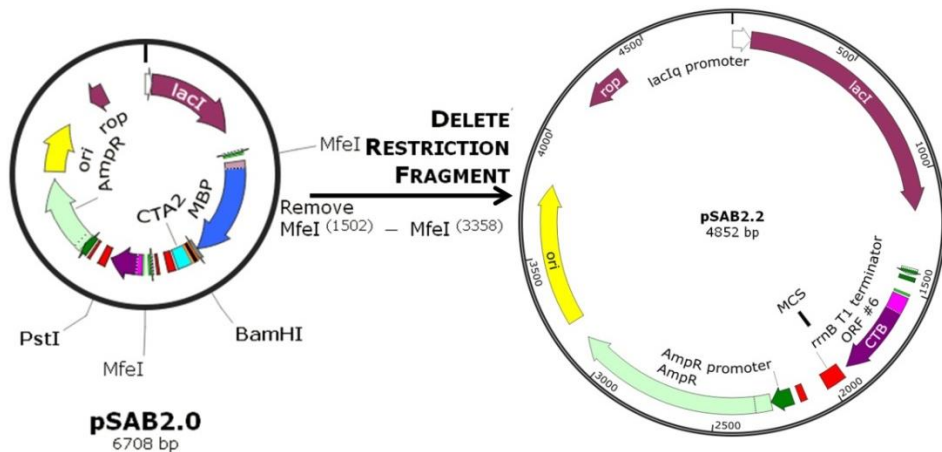 lacI
rop
ori
AmpR
CTA2
MBP
MfeI
BamHI
MfeI
PstI
pSAB2.0
6708 bp
DELETE
RESTRICTION
FRAGMENT
Remove
MfeI (1502) – MfeI (3358)
4500
500
1000
1500
2000
2500
3000
3500
4000
lacIq promoter
lacI
rop
pSAB2.2
4852 bp
ori
MCS
rrnB T1 terminator
ORF #6
CTB
AmpR promoter
AmpR